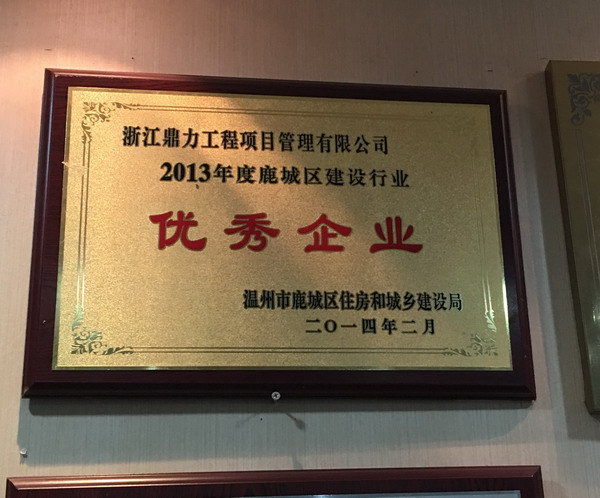 浙江鼎力工程项目管理有限公司
2013年度鹿城区建设行业
优秀企业
温州市鹿城区住房和城乡建设局
二〇一四年二月